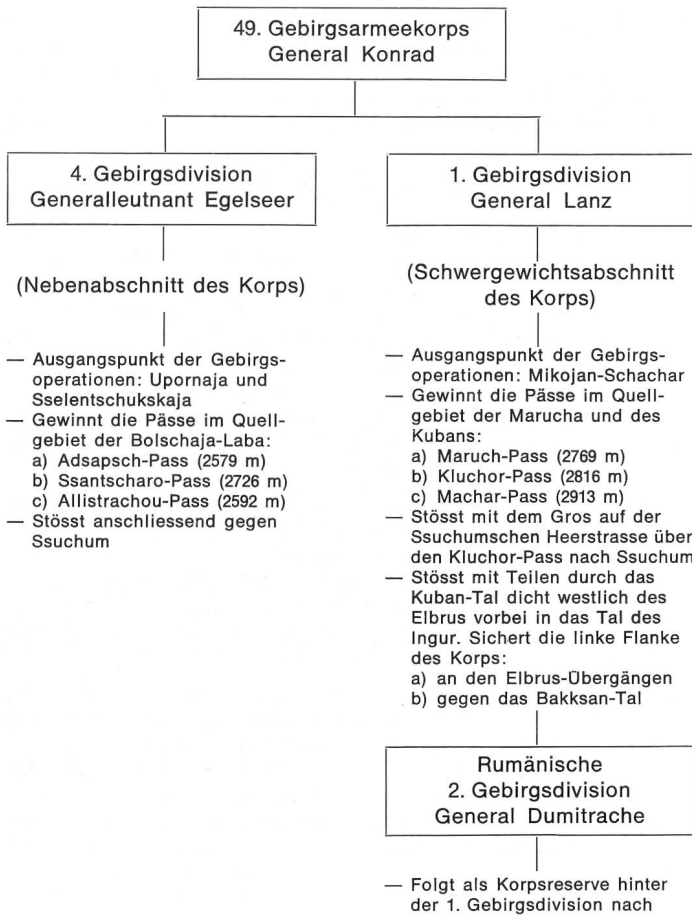 49. Gebirgsarmeekorps
General Konrad
4. Gebirgsdivision
Generalleutnant Egelseer
(Nebenabschnitt des Korps)
— Ausgangspunkt der Gebirgs-
operationen: Upornaja und
Sselentschukskaja
— Gewinnt die Pässe im Quell-
gebiet der Bolschaja-Laba:
a) Adsapsch-Pass (2579 m)
b) Ssantscharo-Pass (2726 m)
c) Allistrachou-Pass (2592 m)
— Stösst anschliessend gegen
Ssuchum
1. Gebirgsdivision
General Lanz
(Schwergewichtsabschnitt
des Korps)
— Ausgangspunkt der Gebirgs-
operationen: Mikojan-Schachar
— Gewinnt die Pässe im Quell-
gebiet der Marucha und des
Kubans:
a) Maruch-Pass (2769 m)
b) Kluchor-Pass (2816 m)
c) Machar-Pass (2913 m)
— Stösst mit dem Gros auf der
Ssuchumschen Heerstrasse über
den Kluchor-Pass nach Ssuchum
— Stösst mit Teilen durch das
Kuban-Tal dicht westlich des
Elbrus vorbei in das Tal des
Ingur. Sichert die linke Flanke
des Korps:
a) an den Elbrus-Übergängen
b) gegen das Bakksan-Tal
Rumänische
2. Gebirgsdivision
General Dumitrache
— Folgt als Korpsreserve hinter
der 1. Gebirgsdivision nach